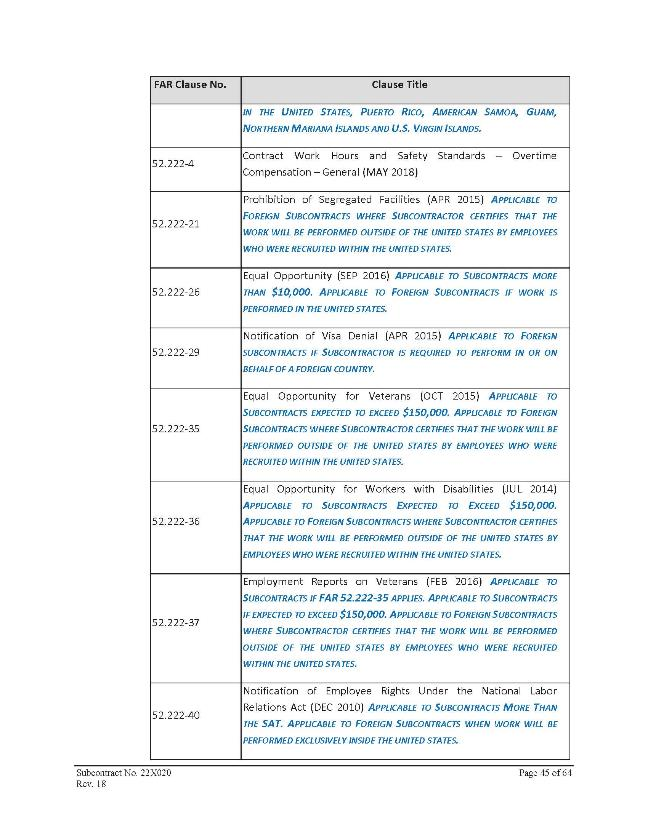 FAR Clause No. Clause Title
IN THE UNITED STATES, PUERTO RICO, AMERICAN SAMOA, GUAM,
NORTHERN MARIANA ISLANDS AND U.S. VIRGIN ISLANDS.
52.222-4
Contract Work Hours and Safety Standards – Overtime
Compensation – General (MAY 2018)
52.222-21
Prohibition of Segregated Facilities (APR 2015) APPLICABLE TO
FOREIGN SUBCONTRACTS WHERE SUBCONTRACTOR CERTIFIES THAT THE
WORK WILL BE PERFORMED OUTSIDE OF THE UNITED STATES BY EMPLOYEES
WHO WERE RECRUITED WITHIN THE UNITED STATES.
52.222-26
Equal Opportunity (SEP 2016) APPLICABLE TO SUBCONTRACTS MORE
THAN $10,000. APPLICABLE TO FOREIGN SUBCONTRACTS IF WORK IS
PERFORMED IN THE UNITED STATES.
52.222-29
Notification of Visa Denial (APR 2015) APPLICABLE TO FOREIGN
SUBCONTRACTS IF SUBCONTRACTOR IS REQUIRED TO PERFORM IN OR ON
BEHALF OF A FOREIGN COUNTRY.
52.222-35
Equal Opportunity for Veterans (OCT 2015) APPLICABLE TO
SUBCONTRACTS EXPECTED TO EXCEED $150,000. APPLICABLE TO FOREIGN
SUBCONTRACTS WHERE SUBCONTRACTOR CERTIFIES THAT THE WORK WILL BE
PERFORMED OUTSIDE OF THE UNITED STATES BY EMPLOYEES WHO WERE
RECRUITED WITHIN THE UNITED STATES.
52.222-36
Equal Opportunity for Workers with Disabilities (JUL 2014)
APPLICABLE TO SUBCONTRACTS EXPECTED TO EXCEED $150,000.
APPLICABLE TO FOREIGN SUBCONTRACTS WHERE SUBCONTRACTOR CERTIFIES
THAT THE WORK WILL BE PERFORMED OUTSIDE OF THE UNITED STATES BY
EMPLOYEES WHO WERE RECRUITED WITHIN THE UNITED STATES.
52.222-37
Employment Reports on Veterans (FEB 2016) APPLICABLE TO
SUBCONTRACTS IF FAR 52.222-35 APPLIES. APPLICABLE TO SUBCONTRACTS
IF EXPECTED TO EXCEED $150,000. APPLICABLE TO FOREIGN SUBCONTRACTS
WHERE SUBCONTRACTOR CERTIFIES THAT THE WORK WILL BE PERFORMED
OUTSIDE OF THE UNITED STATES BY EMPLOYEES WHO WERE RECRUITED
WITHIN THE UNITED STATES.
52.222-40
Notification of Employee Rights Under the National Labor
Relations Act (DEC 2010) APPLICABLE TO SUBCONTRACTS MORE THAN
THE SAT. APPLICABLE TO FOREIGN SUBCONTRACTS WHEN WORK WILL BE
PERFORMED EXCLUSIVELY INSIDE THE UNITED STATES.
Subcontract No. 22X020 Page 45 of 64
Rev. 18